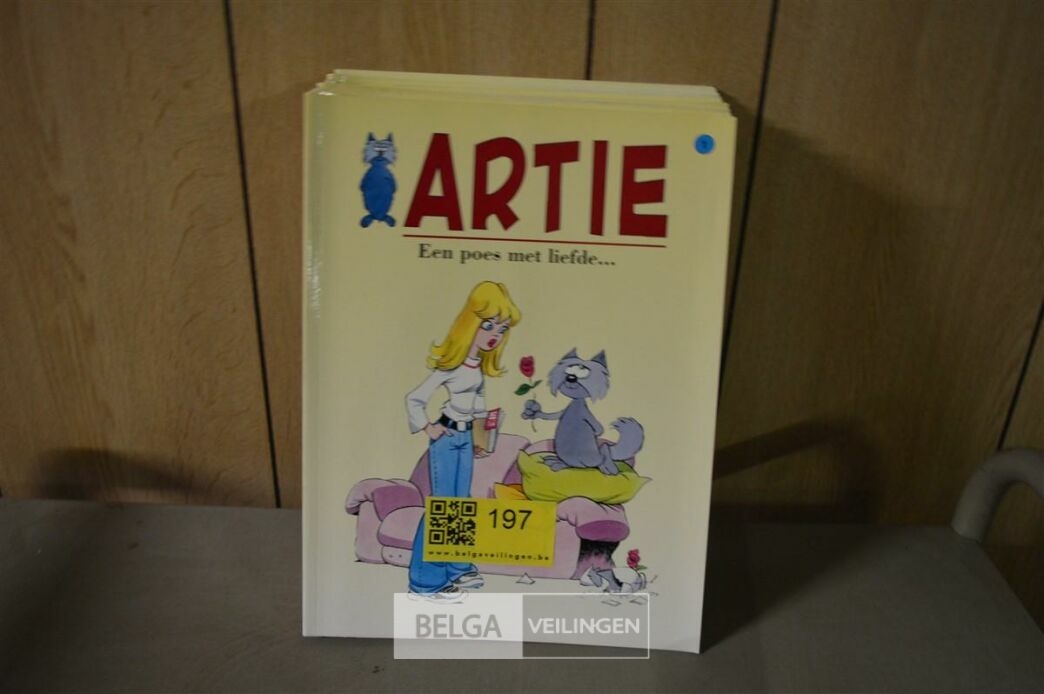 ARTIE
Een poes met liefde...
197
www.belgaveilingen.be
BELGA VEILINGEN